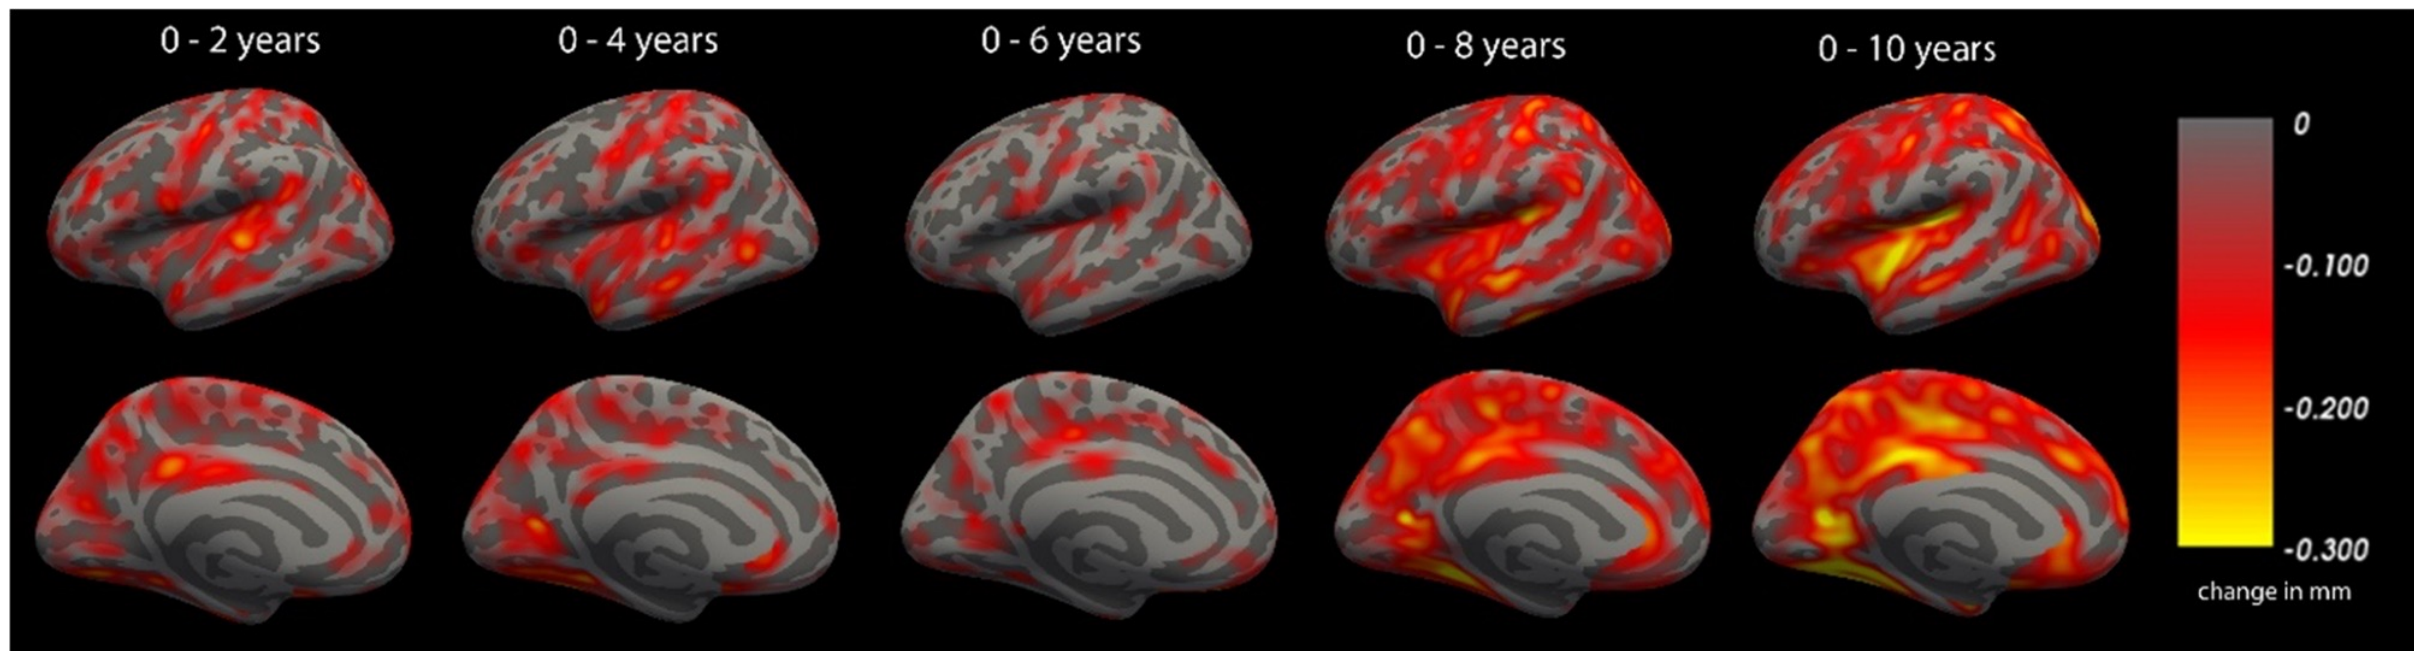 0 - 2 years
0 - 4 years
0 - 6 years
0 - 8 years
0 - 10 years
0
-0.100
-0.200
-0.300
change in mm